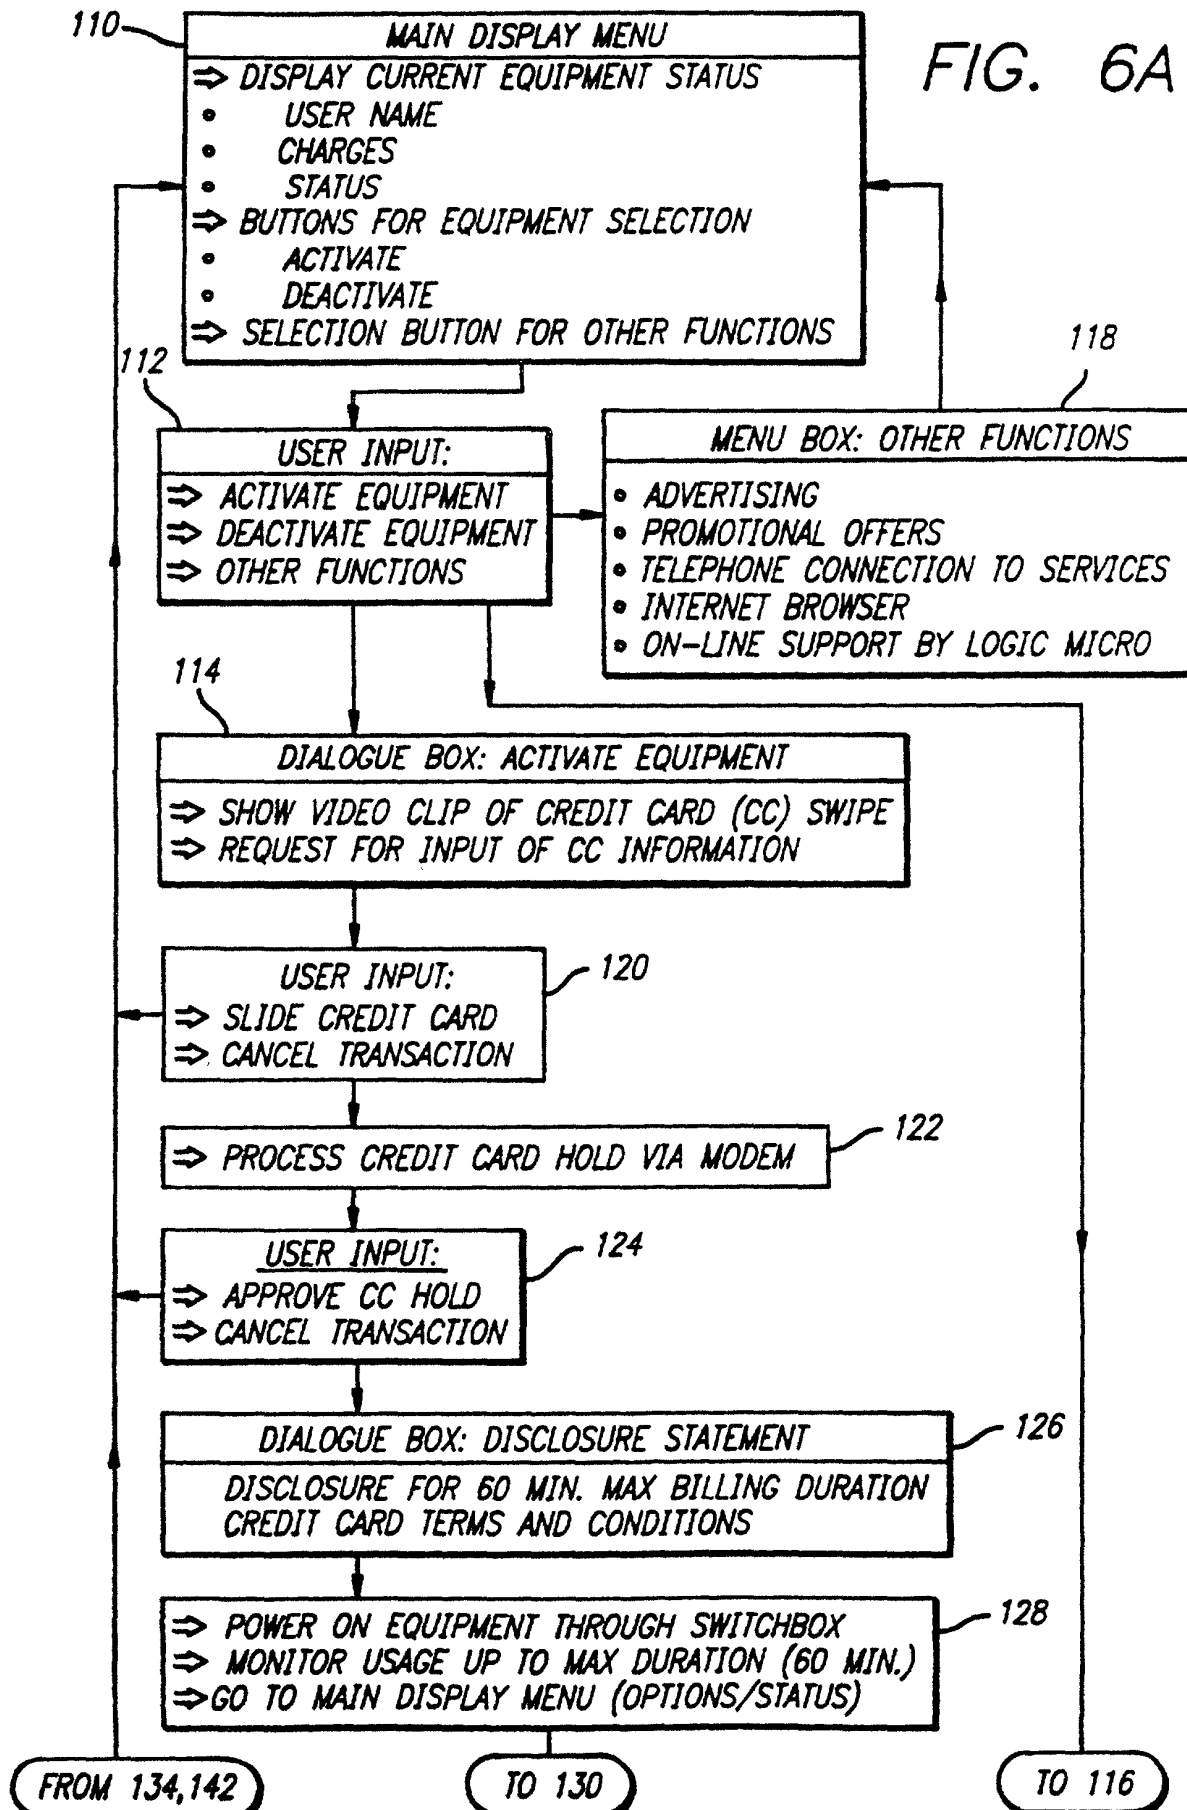 110
MAIN DISPLAY MENU
FIG. 6A
⇒ DISPLAY CURRENT EQUIPMENT STATUS
• USER NAME
• CHARGES
• STATUS
⇒ BUTTONS FOR EQUIPMENT SELECTION
• ACTIVATE
• DEACTIVATE
⇒ SELECTION BUTTON FOR OTHER FUNCTIONS
112
USER INPUT:
⇒ ACTIVATE EQUIPMENT
⇒ DEACTIVATE EQUIPMENT
⇒ OTHER FUNCTIONS
118
MENU BOX: OTHER FUNCTIONS
• ADVERTISING
• PROMOTIONAL OFFERS
• TELEPHONE CONNECTION TO SERVICES
• INTERNET BROWSER
• ON-LINE SUPPORT BY LOGIC MICRO
114
DIALOGUE BOX: ACTIVATE EQUIPMENT
⇒ SHOW VIDEO CLIP OF CREDIT CARD (CC) SWIPE
⇒ REQUEST FOR INPUT OF CC INFORMATION
120
USER INPUT:
⇒ SLIDE CREDIT CARD
⇒ CANCEL TRANSACTION
122
⇒ PROCESS CREDIT CARD HOLD VIA MODEM
124
USER INPUT:
⇒ APPROVE CC HOLD
⇒ CANCEL TRANSACTION
126
DIALOGUE BOX: DISCLOSURE STATEMENT
DISCLOSURE FOR 60 MIN. MAX BILLING DURATION
CREDIT CARD TERMS AND CONDITIONS
128
⇒ POWER ON EQUIPMENT THROUGH SWITCHBOX
⇒ MONITOR USAGE UP TO MAX DURATION (60 MIN.)
⇒ GO TO MAIN DISPLAY MENU (OPTIONS/STATUS)
FROM 134,142
TO 130
TO 116